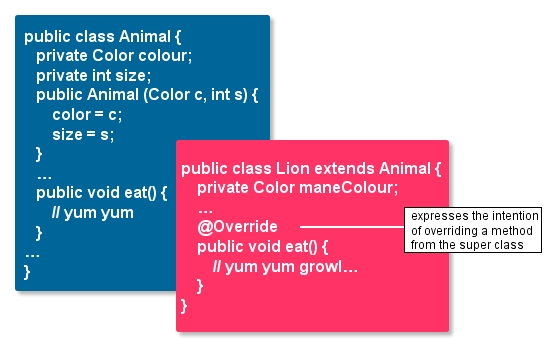 public class Animal {
private Color colour;
private int size;
public Animal (Color c, int s) {
color = c;
size = s;
}
…
public void eat() {
// yum yum
}
…
}
public class Lion extends Animal {
private Color maneColour;
…
@Override
public void eat() {
// yum yum growl…
}
}
expresses the intention
of overriding a method
from the super class